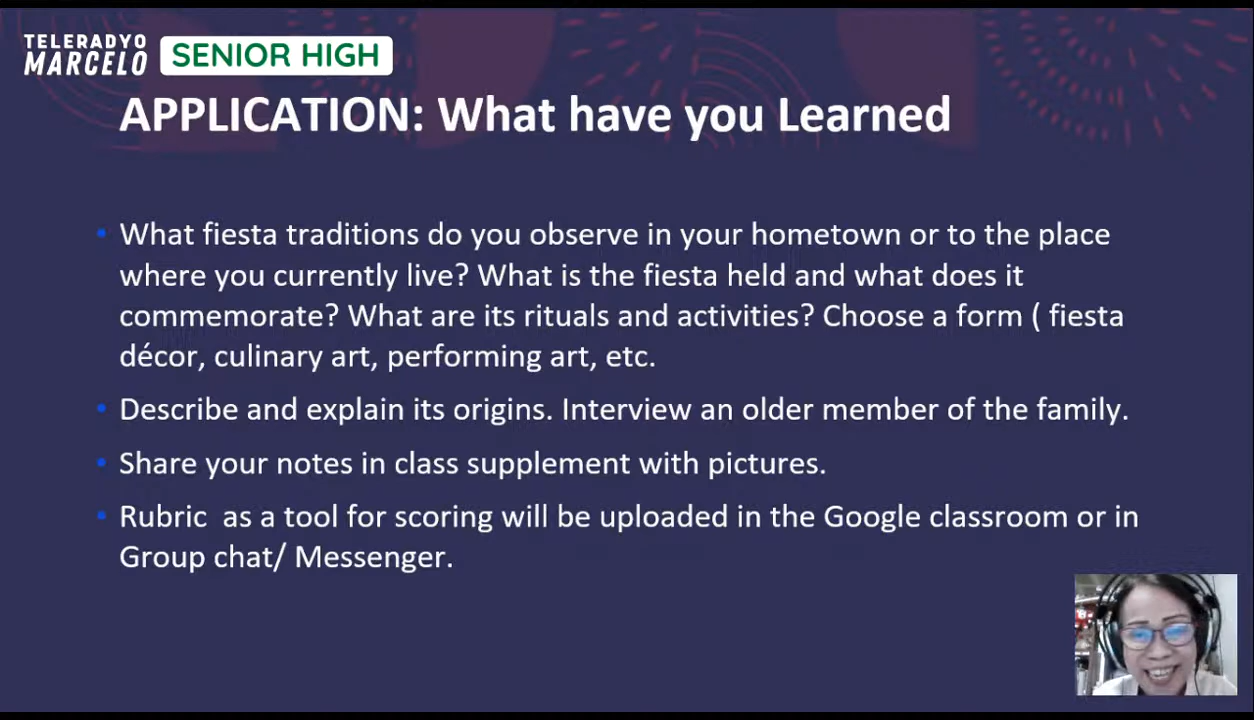 TELERADYO
MARCELO
SENIOR HIGH
APPLICATION: What have you Learned
• What fiesta traditions do you observe in your hometown or to the place
where you currently live? What is the fiesta held and what does it
commemorate? What are its rituals and activities? Choose a form ( fiesta
décor, culinary art, performing art, etc.
• Describe and explain its origins. Interview an older member of the family.
• Share your notes in class supplement with pictures.
• Rubric  as a tool for scoring will be uploaded in the Google classroom or in
Group chat/ Messenger.